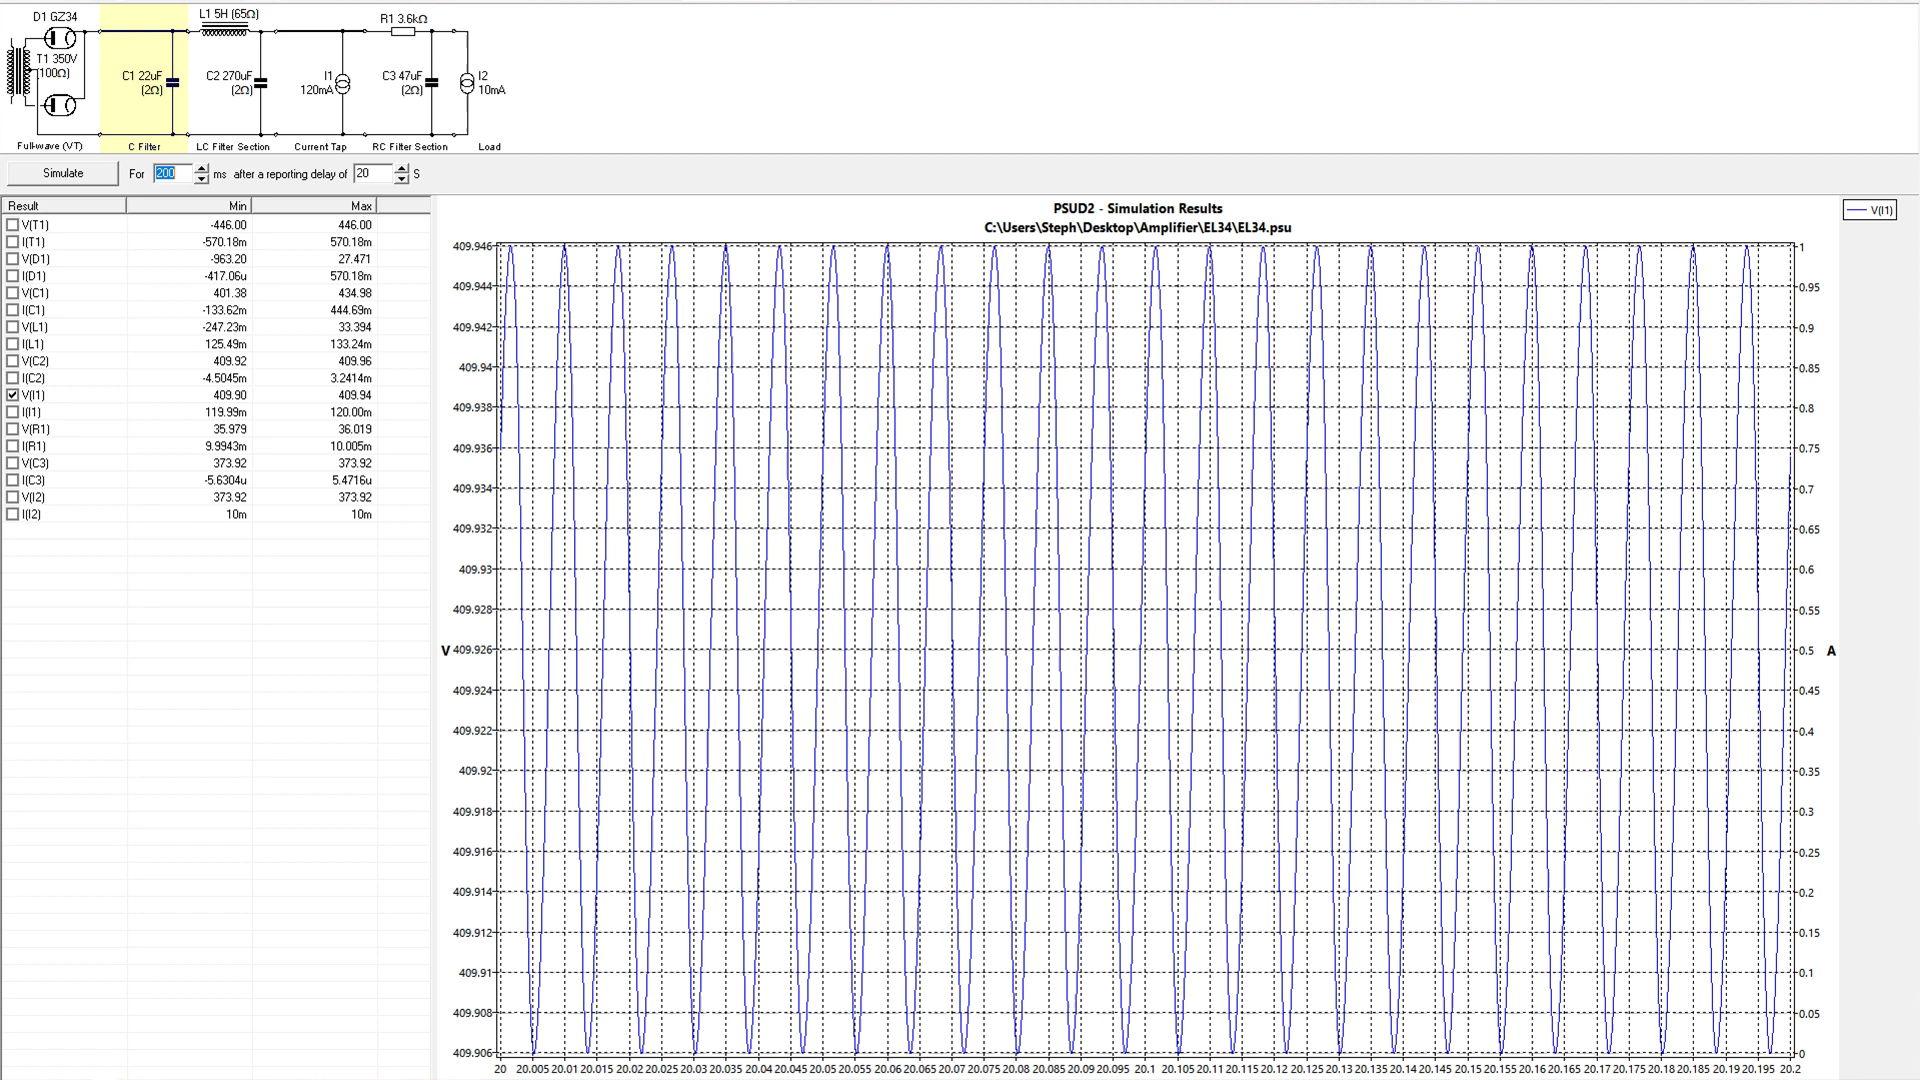 D1 GZ34
L1 5H (65Ω)
R1 3.6kΩ
T1 350V
(100Ω)
C1 22uF
(2Ω)
C2 270uF
(2Ω)
I1
120mA
C3 47uF
(2Ω)
I2
10mA
Full-wave (VT) C Filter LC Filter Section Current Tap RC Filter Section Load
Simulate For 200 ms after a reporting delay of 20 S
Result Min Max
V(T1) -446.00 446.00
I(T1) -570.18m 570.18m
V(D1) -963.20 27.471
I(D1) -417.06u 570.18m
V(C1) 401.38 434.98
I(C1) -133.62m 444.69m
V(L1) -247.23m 33.394
I(L1) 125.49m 133.24m
V(C2) 409.92 409.96
I(C2) -4.5045m 3.2414m
V(I1) 409.90 409.94
I(I1) 119.99m 120.00m
V(R1) 35.979 36.019
I(R1) 9.9943m 10.005m
V(C3) 373.92 373.92
I(C3) -5.6304u 5.4716u
V(I2) 373.92 373.92
I(I2) 10m 10m
PSUD2 - Simulation Results
C:\Users\Steph\Desktop\Amplifier\EL34\EL34.psu
V(I1)
409.946 1
409.944 0.95
409.942 0.9
409.94 0.85
409.938 0.8
409.936 0.75
409.934 0.7
409.932 0.65
409.93 0.6
409.928 0.55
V 409.926 0.5 A
409.924 0.45
409.922 0.4
409.92 0.35
409.918 0.3
409.916 0.25
409.914 0.2
409.912 0.15
409.91 0.1
409.908 0.05
409.906 0
20 20.005 20.01 20.015 20.02 20.025 20.03 20.035 20.04 20.045 20.05 20.055 20.06 20.065 20.07 20.075 20.08 20.085 20.09 20.095 20.1 20.105 20.11 20.115 20.12 20.125 20.13 20.135 20.14 20.145 20.15 20.155 20.16 20.165 20.17 20.175 20.18 20.185 20.19 20.195 20.2